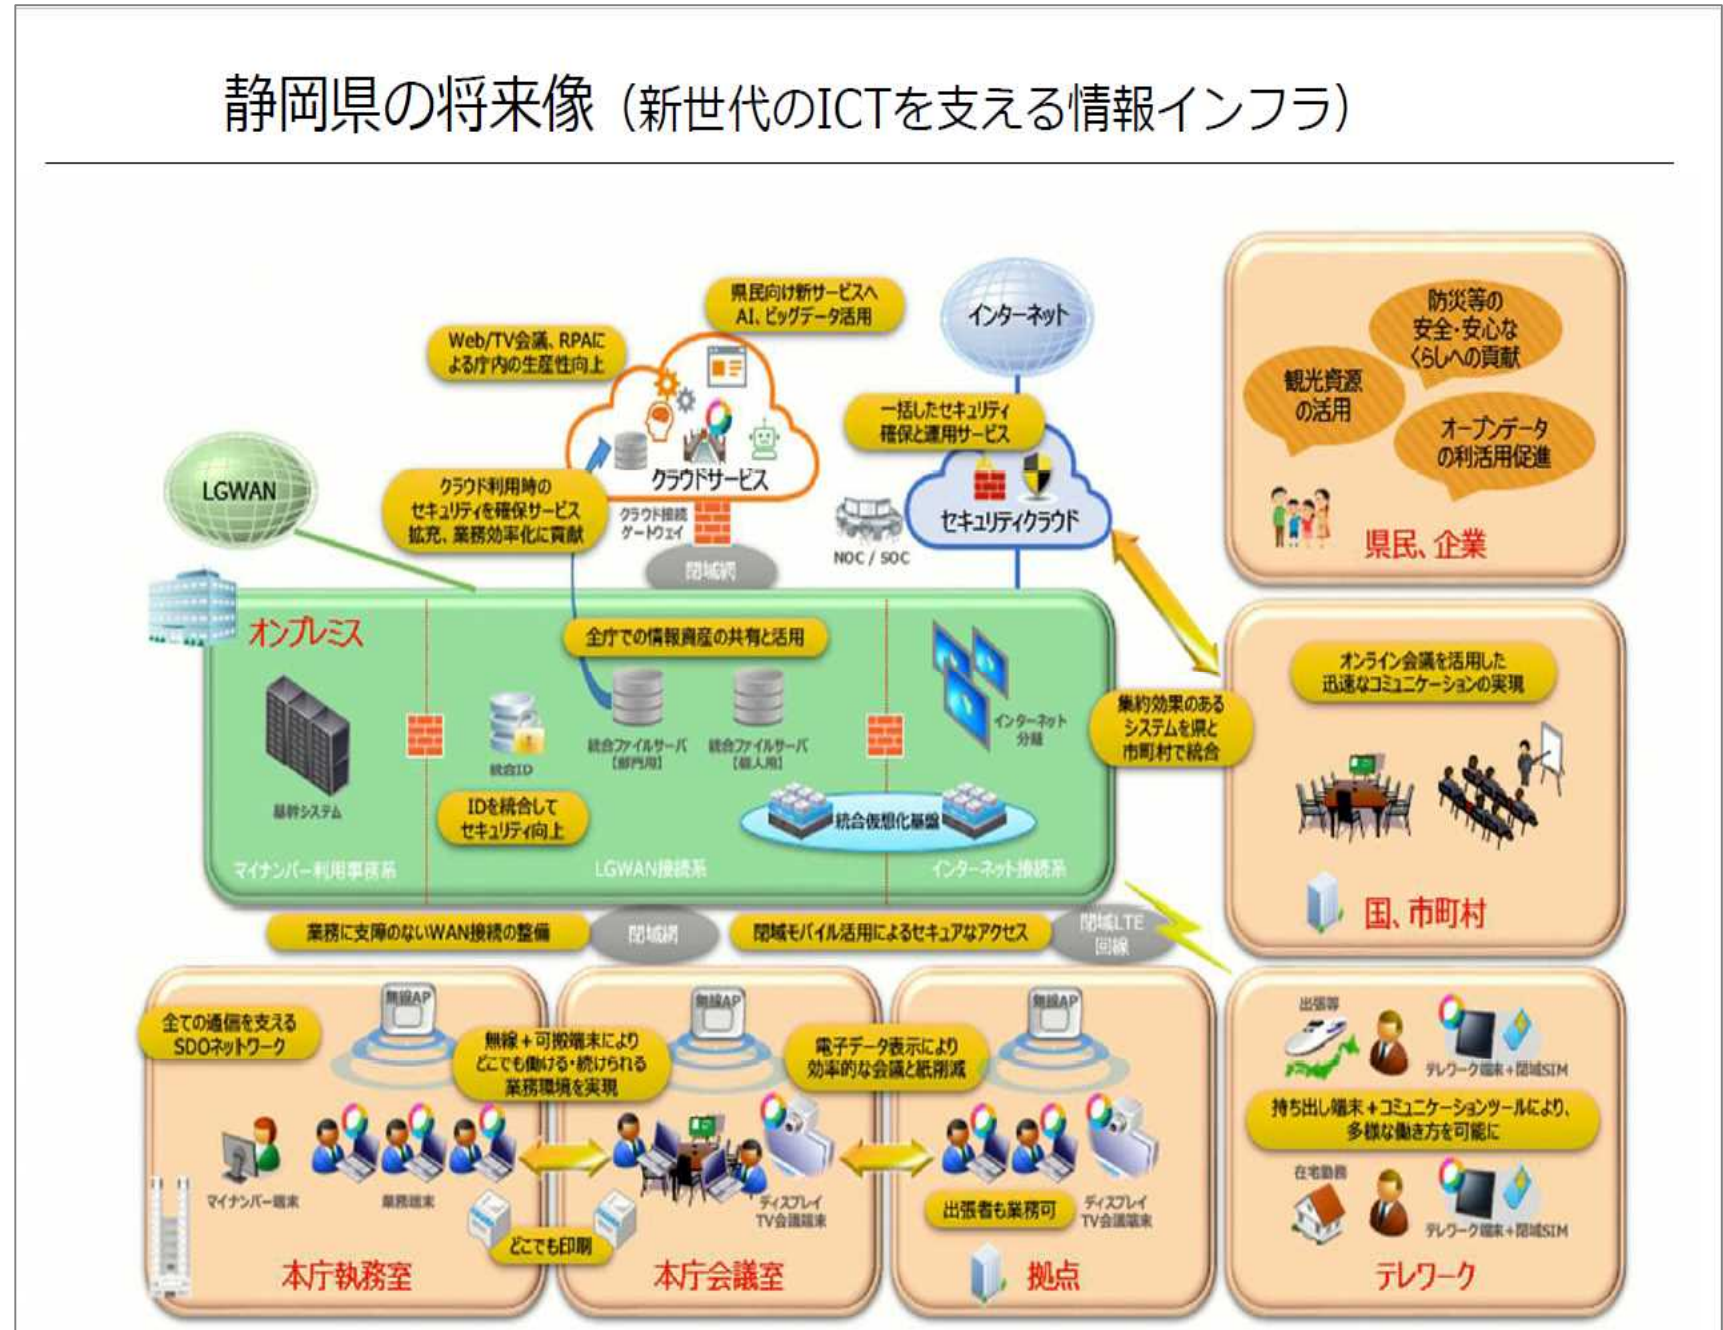 静岡県の将来像（新世代のICTを支える情報インフラ）
県民向け新サービスへ
AI、ビッグデータ活用
インターネット
Web/TV会議、RPAに
よる庁内の生産性向上
一括したセキュリティ
確保と運用サービス
防災等の
安全・安心な
くらしへの貢献
観光資源
の活用
オープンデータ
の利活用促進
県民、企業
LGWAN
クラウド利用時の
セキュリティを確保サービス
拡充、業務効率化に貢献
クラウドサービス
クラウド接続
ゲートウェイ
閉域網
NOC / SOC
セキュリティクラウド
オンプレミス
全庁での情報資産の共有と活用
基幹システム
統合ID
統合ファイルサーバ
【部門用】
統合ファイルサーバ
【個人用】
インターネット
分離
IDを統合して
セキュリティ向上
統合仮想化基盤
マイナンバー利用事務系
LGWAN接続系
インターネット接続系
集約効果のある
システムを県と
市町村で統合
オンライン会議を活用した
迅速なコミュニケーションの実現
国、市町村
業務に支障のないWAN接続の整備
閉域網
閉域モバイル活用によるセキュアなアクセス
閉域LTE
回線
全ての通信を支える
SDOネットワーク
無線AP
無線＋可搬端末により
どこでも働ける・続けられる
業務環境を実現
無線AP
電子データ表示により
効率的な会議と紙削減
無線AP
マイナンバー端末
業務端末
ディスプレイ
TV会議端末
出張者も業務可
ディスプレイ
TV会議端末
どこでも印刷
本庁執務室
本庁会議室
拠点
出張等
テレワーク端末+閉域SIM
持ち出し端末＋コミュニケーションツールにより、
多様な働き方を可能に
在宅勤務
テレワーク端末+閉域SIM
テレワーク